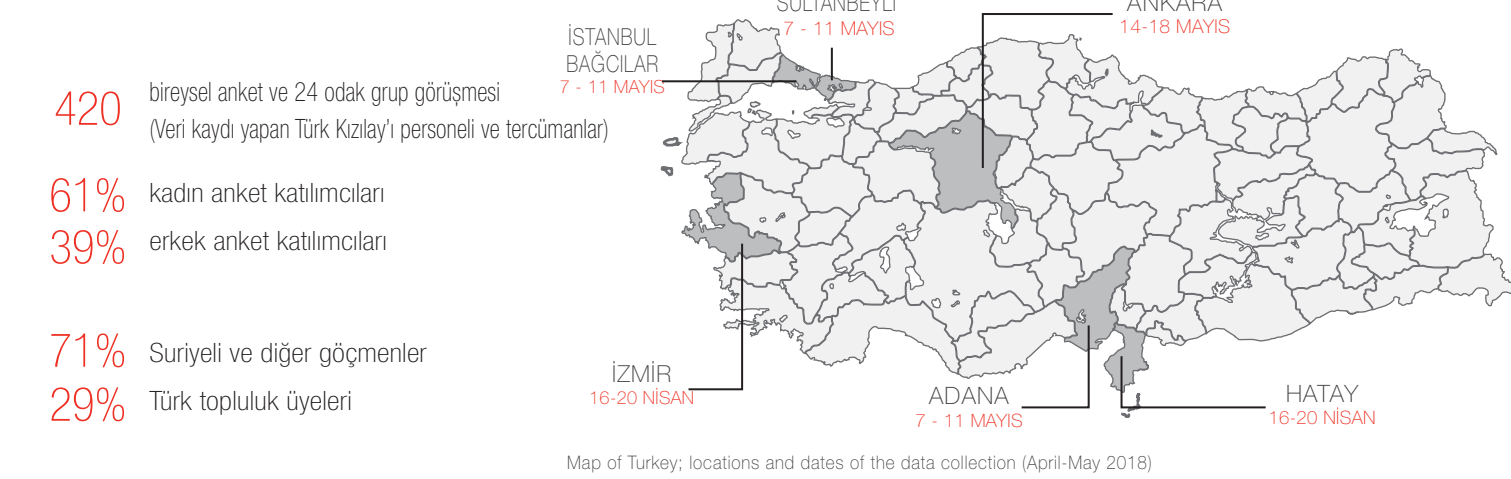 420
bireysel anket ve 24 odak grup görüşmesi
(Veri kaydı yapan Türk Kızılay'ı personeli ve tercümanlar)
61%
kadın anket katılımcıları
39%
erkek anket katılımcıları
71%
Suriyeli ve diğer göçmenler
29%
Türk topluluk üyeleri
SULTANBEYLİ
7 - 11 MAYIS
ANKARA
14-18 MAYIS
İSTANBUL
BAĞCILAR
7 - 11 MAYIS
İZMİR
16-20 NİSAN
ADANA
7 - 11 MAYIS
HATAY
16-20 NİSAN
Map of Turkey; locations and dates of the data collection (April-May 2018)